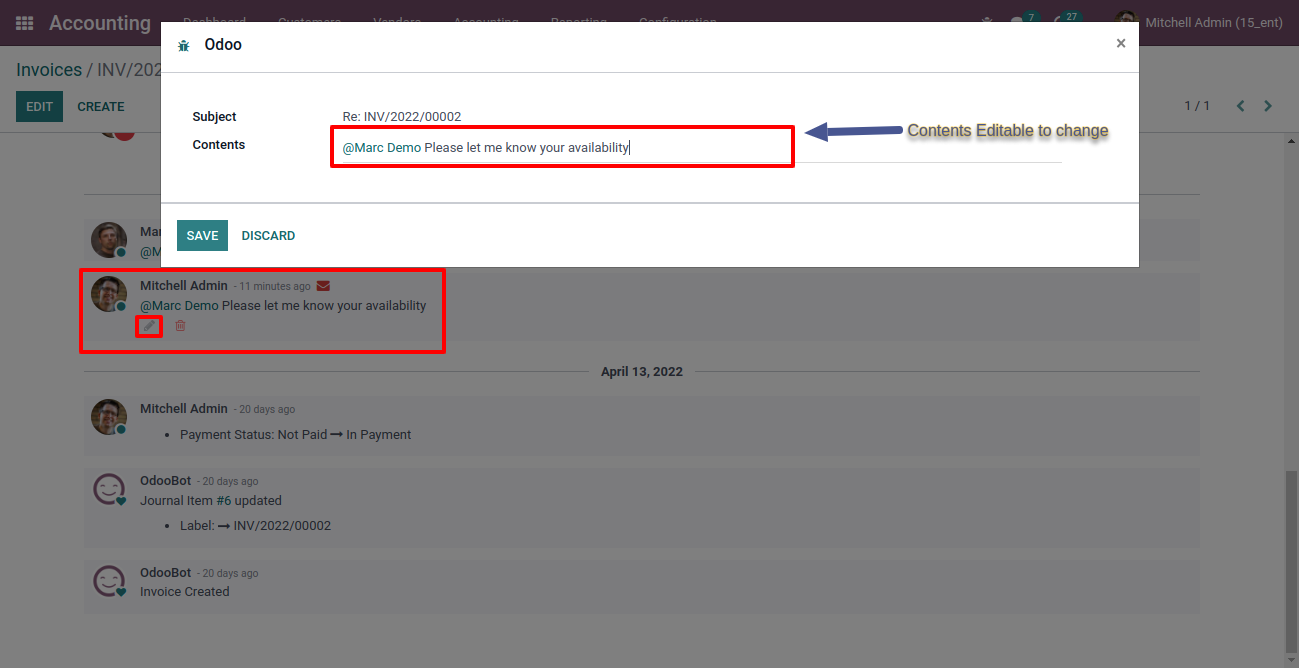 Accounting Dashboard Customers Vendors Accounting Reporting Configuration 7 27 Mitchell Admin (15_ent)
Odoo ×
Invoices / INV/202
EDIT CREATE 1 / 1
Subject Re: INV/2022/00002
Contents @Marc Demo Please let me know your availability
Contents Editable to change
SAVE DISCARD
Mar
@M
Mitchell Admin - 11 minutes ago
@Marc Demo Please let me know your availability
April 13, 2022
Mitchell Admin - 20 days ago
• Payment Status: Not Paid → In Payment
OdooBot - 20 days ago
Journal Item #6 updated
• Label: → INV/2022/00002
OdooBot - 20 days ago
Invoice Created